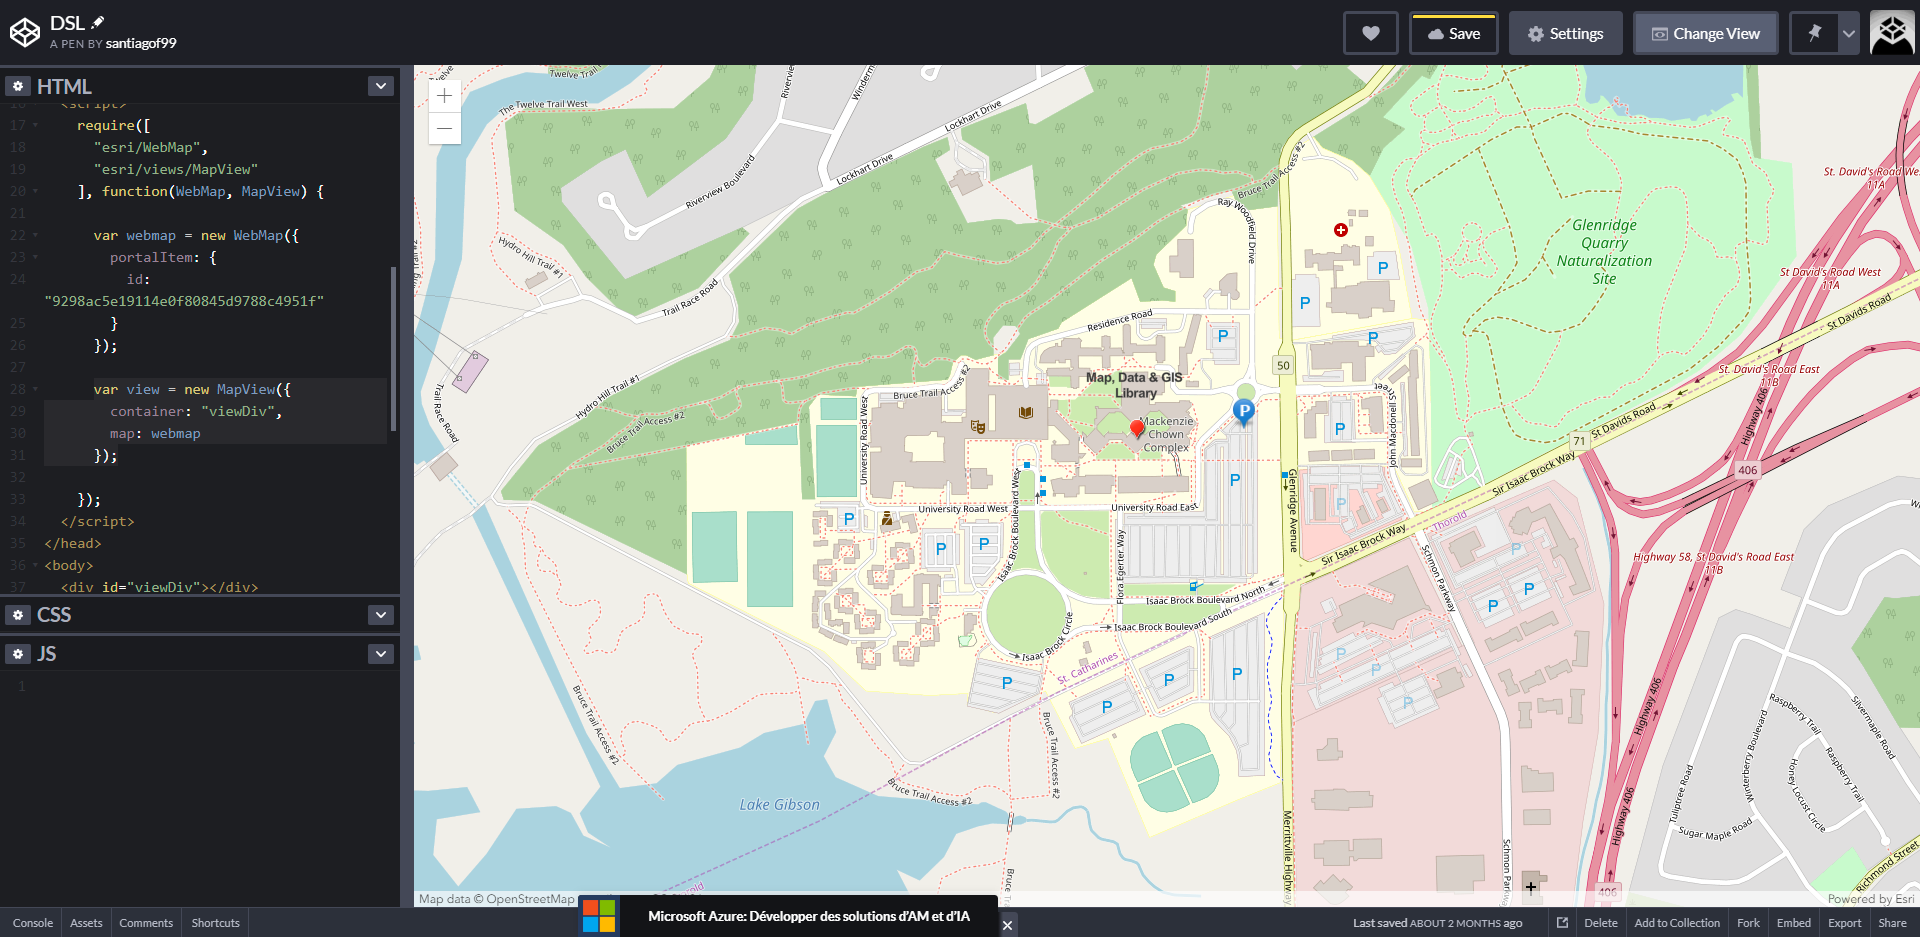 DSL
A PEN BY santiagof99
Save
Settings
Change View
HTML
<script>
17 require([
18 "esri/WebMap",
19 "esri/views/MapView"
20 ], function(WebMap, MapView) {
21
22 var webmap = new WebMap({
23 portalItem: {
24 id:
"9298ac5e19114e0f80845d9788c4951f"
25 }
26 });
27
28 var view = new MapView({
29 container: "viewDiv",
30 map: webmap
31 });
32
33 });
34 </script>
35 </head>
36 <body>
37 <div id="viewDiv"></div>
CSS
JS
1
Twelve Trail
The Twelve Trail West
Riverview
Lockhart Drive
Lockhart Drive
Riverview Boulevard
Bruce Trail Access #2
Ray Woodfield Drive
Hydro Hill Trail #1
Trail Race Road
Residence Road
Glenridge
Quarry
Naturalization
Site
St. David's Road West
11A
St David's Road West
11A
St Davids Road
St. David's Road East
11B
Highway 406
50
P
P
P
P
Map, Data & GIS
Library
Mackenzie
Chown
Complex
P
P
P
Hydro Hill Trail #1
Bruce Trail Access #2
Bruce Trail Access #2
Trail Race Road
University Road West
John Macdonell Street
St Davids Road
71
406
Sir Isaac Brock Way
Sir Isaac Brock Way
Thorold
Glenridge Avenue
University Road West
University Road East
Isaac Brock Boulevard West
Flora Egerter Way
P
P
P
P
P
P
P
Highway 58, St David's Road East
11B
Schmon Parkway
Isaac Brock Boulevard North
Isaac Brock Boulevard South
Isaac Brock Circle
St. Catharines
P
P
P
P
P
P
P
Bruce Trail Access #2
Bruce Trail Access #2
Bruce Trail Access #2
Lake Gibson
Merrittville Highway
Highway 406
Highway 406
Raspberry Trail
Raspberry Trail
Silvermaple Road
Winterberry Boulevard
Honey Locust Circle
Tuliptree Road
Sugar Maple Road
Richmond Street
406
Map data © OpenStreetMap
Powered by Esri
Console
Assets
Comments
Shortcuts
Microsoft Azure: Développer des solutions d'AM et d'IA
Last saved ABOUT 2 MONTHS ago
Delete
Add to Collection
Fork
Embed
Export
Share